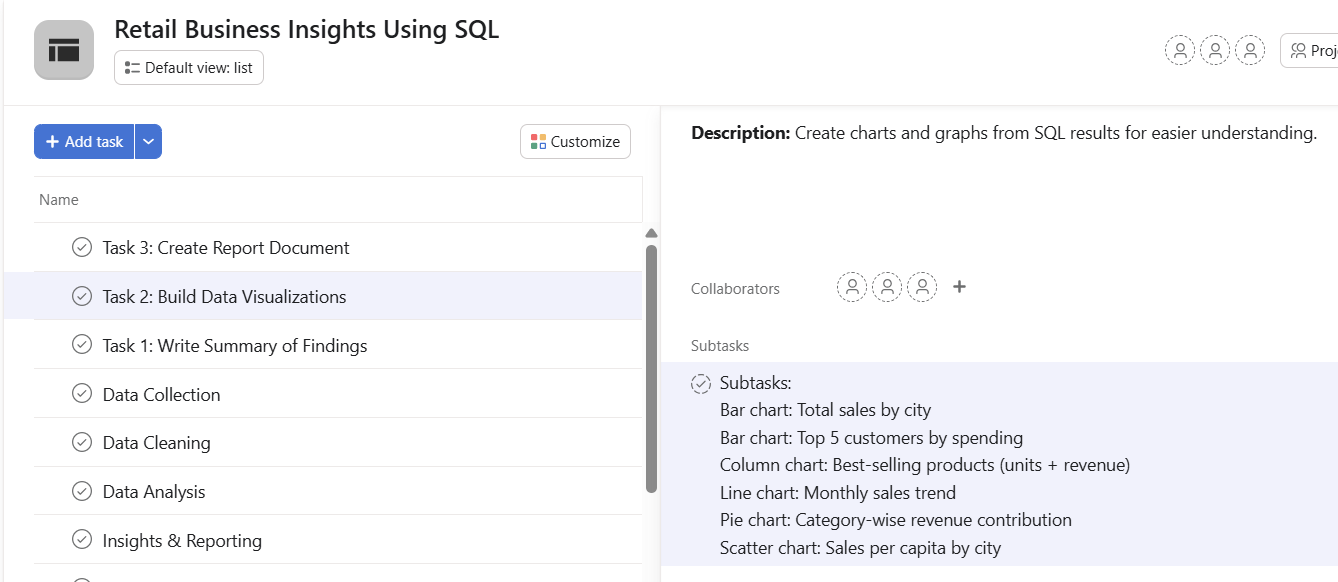 Retail Business Insights Using SQL
Default view: list
Proj
+ Add task
Customize
Name
Task 3: Create Report Document
Task 2: Build Data Visualizations
Task 1: Write Summary of Findings
Data Collection
Data Cleaning
Data Analysis
Insights & Reporting
Description: Create charts and graphs from SQL results for easier understanding.
Collaborators
Subtasks
Subtasks:
Bar chart: Total sales by city
Bar chart: Top 5 customers by spending
Column chart: Best-selling products (units + revenue)
Line chart: Monthly sales trend
Pie chart: Category-wise revenue contribution
Scatter chart: Sales per capita by city